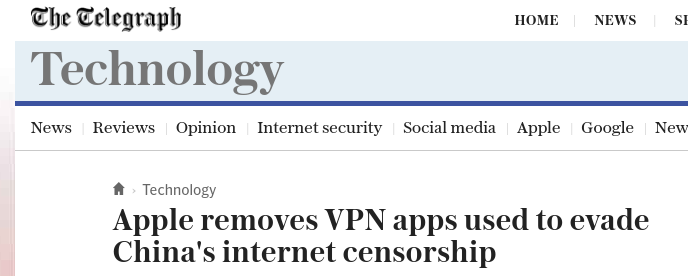 The Telegraph
HOME NEWS
Technology
News Reviews Opinion Internet security Social media Apple Google New
Technology
Apple removes VPN apps used to evade
China's internet censorship